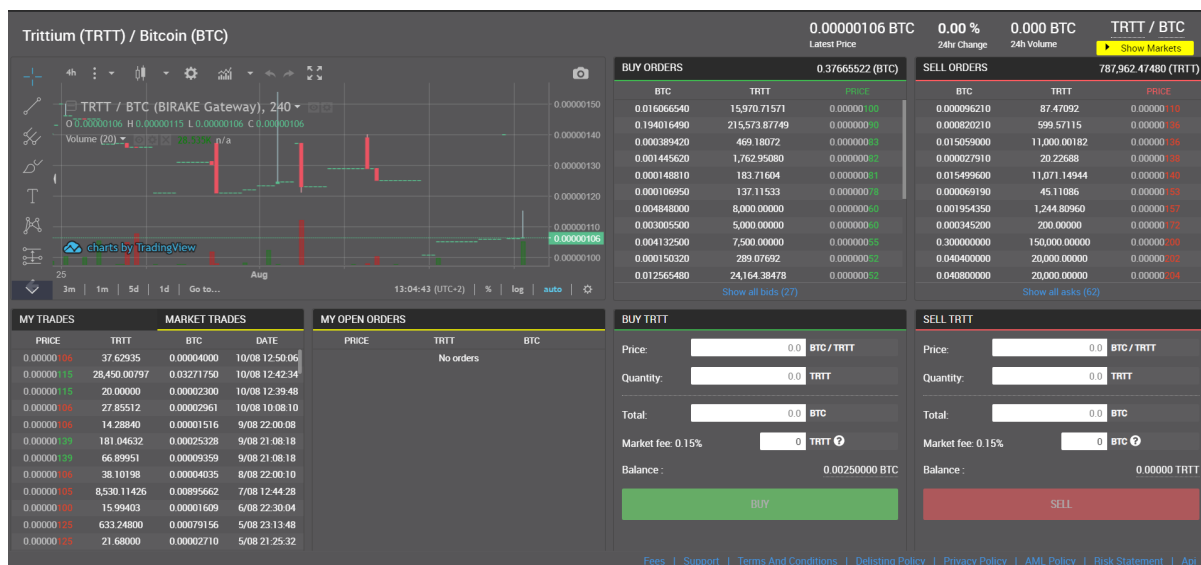 Trittium (TRTT) / Bitcoin (BTC)
0.00000106 BTC
Latest Price
0.00 %
24hr Change
0.000 BTC
24h Volume
TRTT / BTC
Show Markets
4h
TRTT / BTC (BIRAKE Gateway), 240
O 0.00000106 H 0.00000115 L 0.00000106 C 0.00000106
Volume (20)
n/a
0.00000150
0.00000140
0.00000130
0.00000120
0.00000110
0.00000106
0.00000100
charts by TradingView
25 Aug
3m 1m 5d 1d Go to...
13:04:43 (UTC+2) % log auto
BUY ORDERS 0.37665522 (BTC)
BTC TRTT PRICE
0.016066540 15,970.71571 0.00000100
0.194016490 215,573.87749 0.00000090
0.000389420 469.18072 0.00000083
0.001445620 1,762.95080 0.00000082
0.000148810 183.71604 0.00000081
0.000106950 137.11533 0.00000078
0.004848000 8,000.00000 0.00000060
0.003005500 5,000.00000 0.00000060
0.004132500 7,500.00000 0.00000055
0.000150320 289.07692 0.00000052
0.012565480 24,164.38478 0.00000052
Show all bids (27)
SELL ORDERS 787,962.47480 (TRTT)
BTC TRTT PRICE
0.000096210 87.47092 0.00000110
0.000820210 599.57115 0.00000136
0.015059000 11,000.00182 0.00000136
0.000027910 20.22688 0.00000138
0.015499600 11,071.14944 0.00000140
0.000069190 45.11086 0.00000153
0.001954350 1,244.80960 0.00000157
0.000345200 200.00000 0.00000172
0.300000000 150,000.00000 0.00000200
0.040400000 20,000.00000 0.00000202
0.040800000 20,000.00000 0.00000204
Show all asks (62)
MY TRADES MARKET TRADES
PRICE TRTT BTC DATE
0.00000106 37.62935 0.00004000 10/08 12:50:06
0.00000115 28,450.00797 0.03271750 10/08 12:42:34
0.00000115 20.00000 0.00002300 10/08 12:39:48
0.00000106 27.85512 0.00002961 10/08 10:08:10
0.00000106 14.28840 0.00001516 9/08 22:00:08
0.00000139 181.04632 0.00025328 9/08 21:08:18
0.00000139 66.89951 0.00009359 9/08 21:08:18
0.00000106 38.10198 0.00004035 8/08 22:00:10
0.00000105 8,530.11426 0.00895662 7/08 12:44:28
0.00000100 15.99403 0.00001609 6/08 22:30:04
0.00000125 633.24800 0.00079156 5/08 23:13:48
0.00000125 21.68000 0.00002710 5/08 21:25:32
MY OPEN ORDERS
PRICE TRTT BTC
No orders
BUY TRTT
Price: 0.0 BTC / TRTT
Quantity: 0.0 TRTT
Total: 0.0 BTC
Market fee: 0.15% 0 TRTT ?
Balance : 0.00250000 BTC
BUY
SELL TRTT
Price: 0.0 BTC / TRTT
Quantity: 0.0 TRTT
Total: 0.0 BTC
Market fee: 0.15% 0 BTC ?
Balance : 0.00000 TRTT
SELL
Fees | Support | Terms And Conditions | Delisting Policy | Privacy Policy | AML Policy | Risk Statement | Api